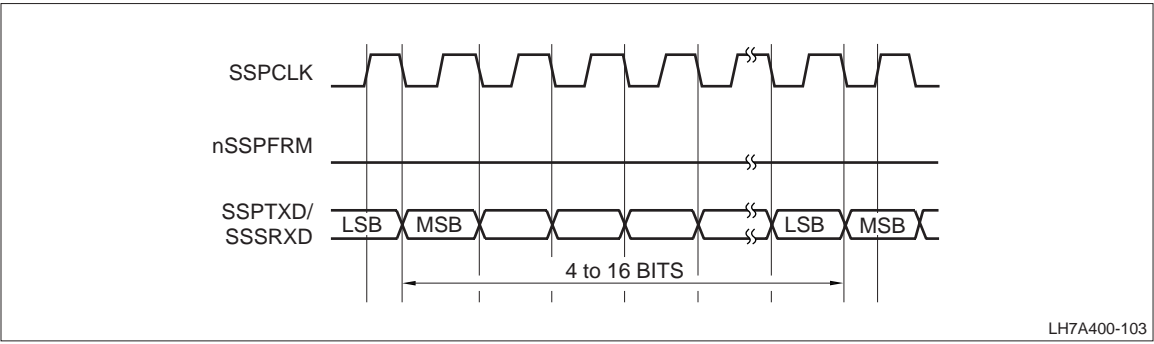 SSPCLK
nSSPFRM
SSPTXD/
SSSRXD
LSB MSB LSB MSB
4 to 16 BITS
LH7A400-103